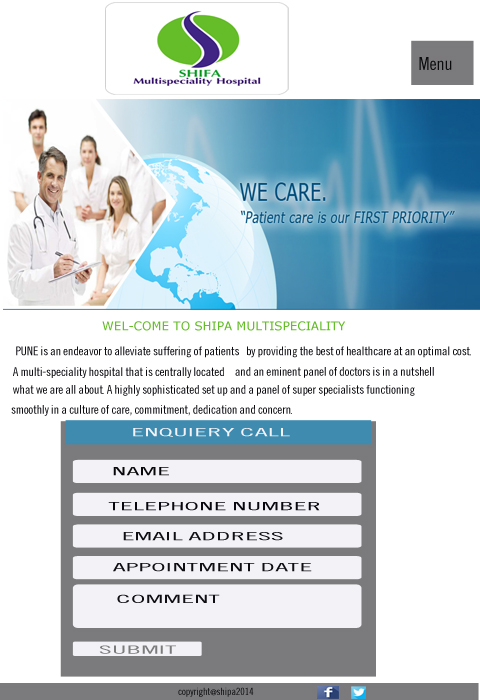 SHIFA
Multispeciality Hospital
Menu
WE CARE.
“Patient care is our FIRST PRIORITY”
WEL-COME TO SHIPA MULTISPECIALITY
PUNE is an endeavor to alleviate suffering of patients by providing the best of healthcare at an optimal cost.
A multi-speciality hospital that is centrally located and an eminent panel of doctors is in a nutshell
what we are all about. A highly sophisticated set up and a panel of super specialists functioning
smoothly in a culture of care, commitment, dedication and concern.
ENQUIERY CALL
NAME
TELEPHONE NUMBER
EMAIL ADDRESS
APPOINTMENT DATE
COMMENT
SUBMIT
copyright@shipa2014